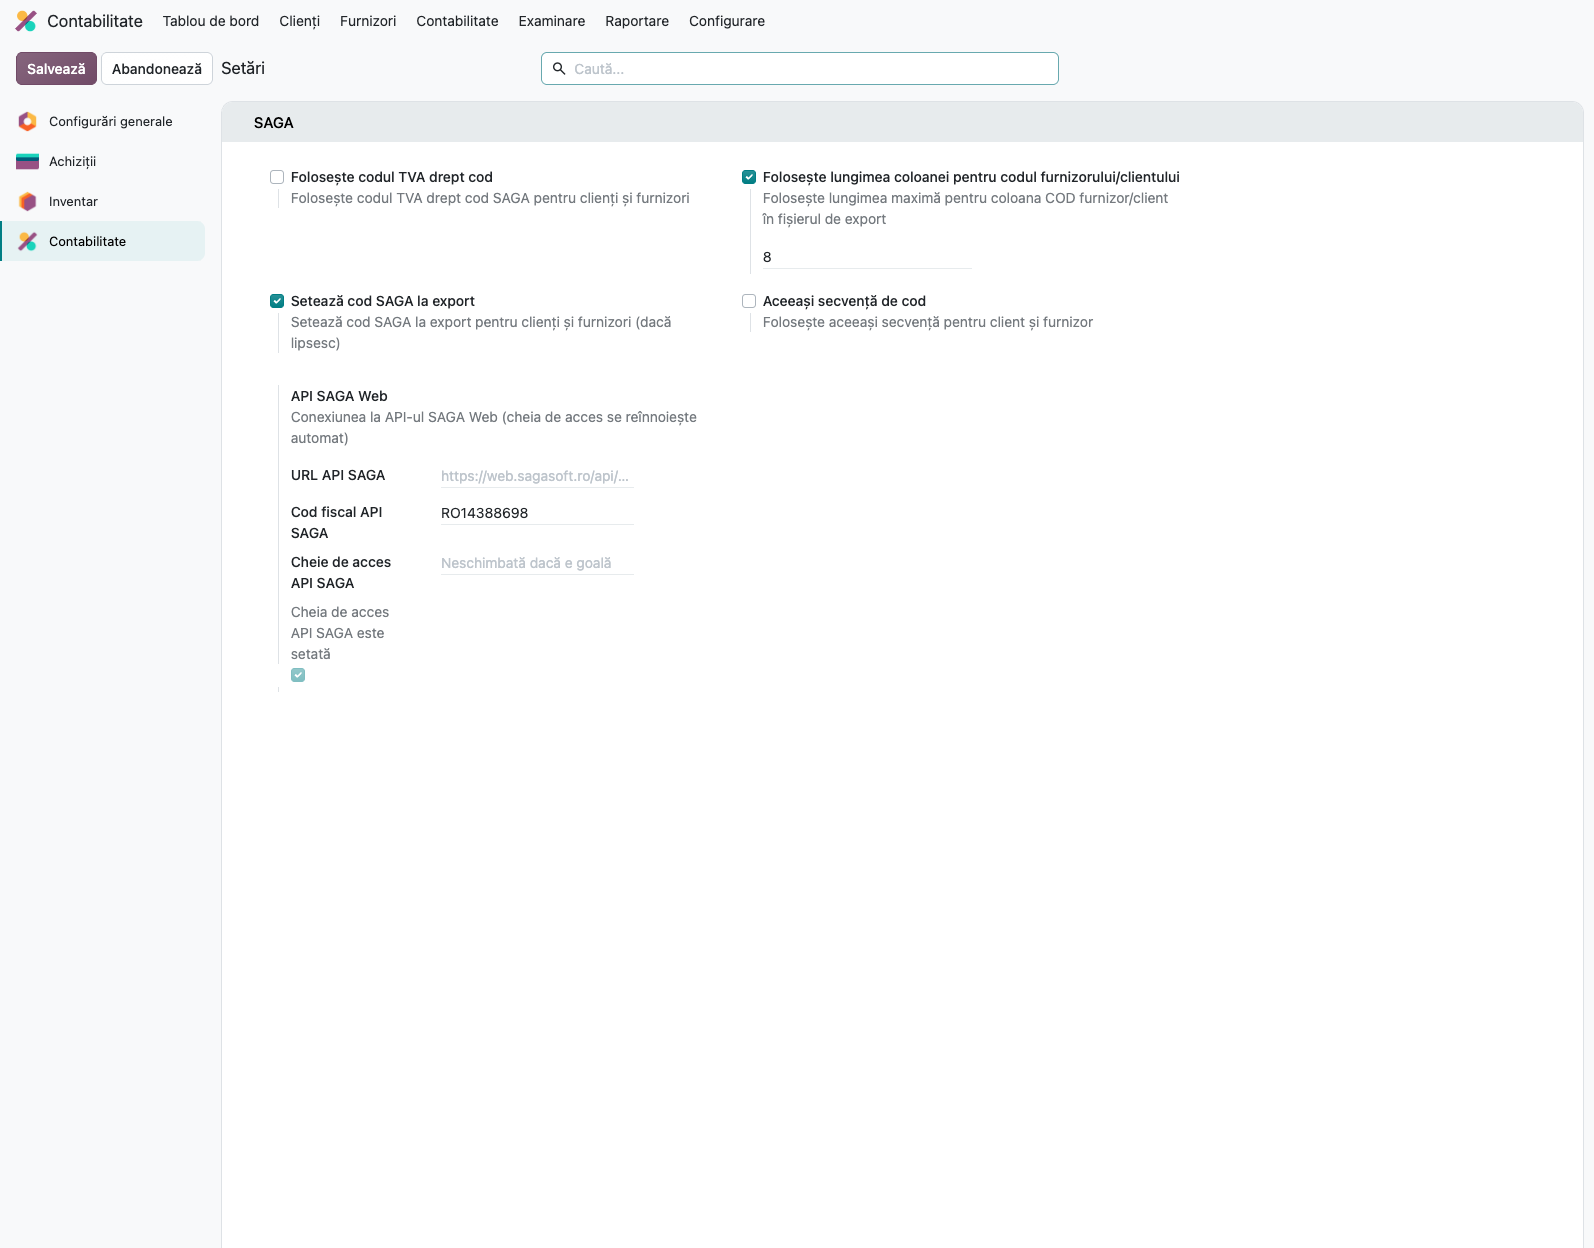 Contabilitate Tablou de bord Clienți Furnizori Contabilitate Examinare Raportare Configurare
Salvează Abandonează Setări Caută...
Configurări generale
Achiziții
Inventar
Contabilitate
SAGA
Folosește codul TVA drept cod
Folosește codul TVA drept cod SAGA pentru clienți și furnizori
Folosește lungimea coloanei pentru codul furnizorului/clientului
Folosește lungimea maximă pentru coloana COD furnizor/client
în fișierul de export
8
Setează cod SAGA la export
Setează cod SAGA la export pentru clienți și furnizori (dacă
lipsesc)
Aceeași secvență de cod
Folosește aceeași secvență pentru client și furnizor
API SAGA Web
Conexiunea la API-ul SAGA Web (cheia de acces se reînnoiește
automat)
URL API SAGA https://web.sagasoft.ro/api/...
Cod fiscal API
SAGA
RO14388698
Cheie de acces
API SAGA
Neschimbată dacă e goală
Cheia de acces
API SAGA este
setată